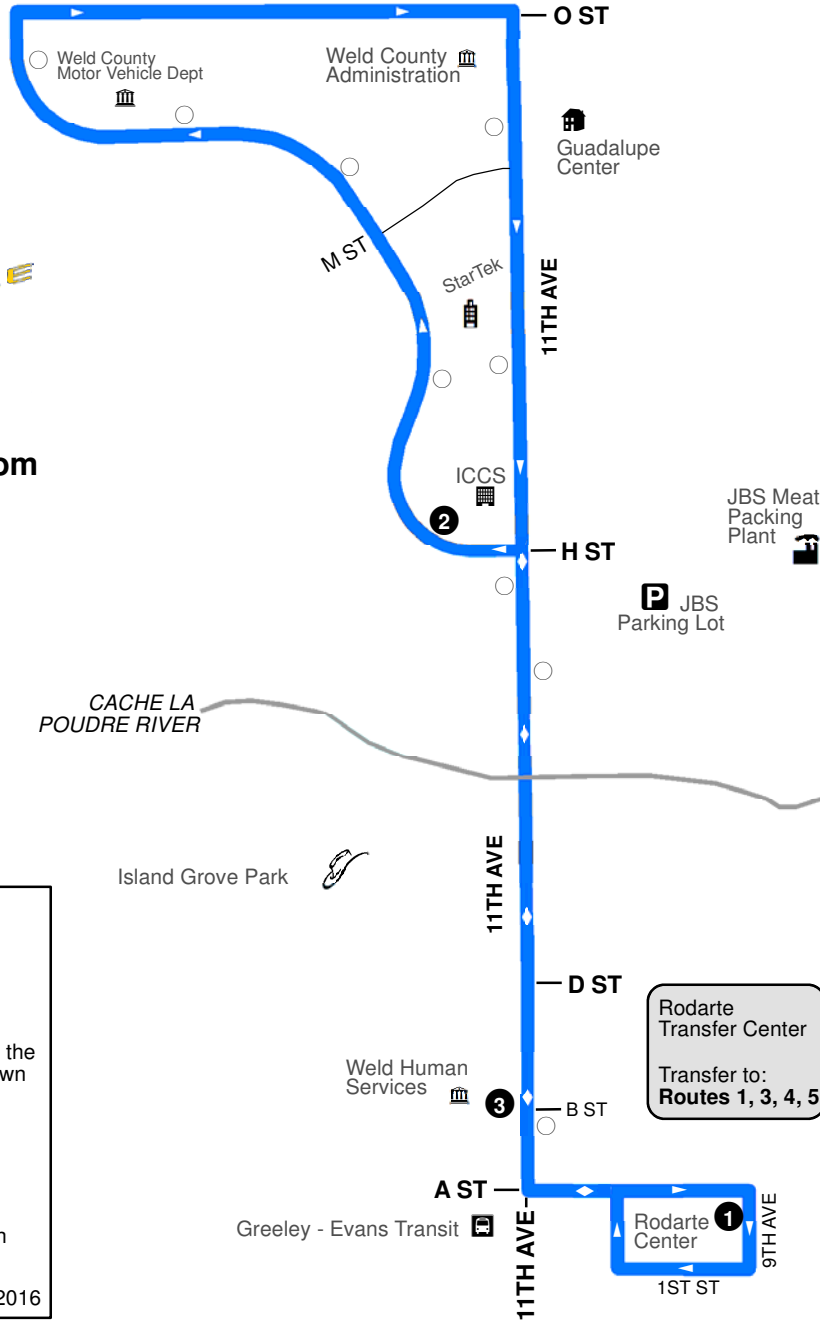 O ST
Weld County
Motor Vehicle Dept
Weld County
Administration
Guadalupe
Center
M ST
StarTek
11TH AVE
E
om
ICCS
2
H ST
JBS Meat
Packing
Plant
P JBS
Parking Lot
CACHE LA
POUDRE RIVER
Island Grove Park
11TH AVE
D ST
Rodarte
Transfer Center
Transfer to:
Routes 1, 3, 4, 5
the
wn
Weld Human
Services
3
B ST
A ST
Greeley - Evans Transit
11TH AVE
Rodarte
Center
1
9TH AVE
1ST ST
n
2016